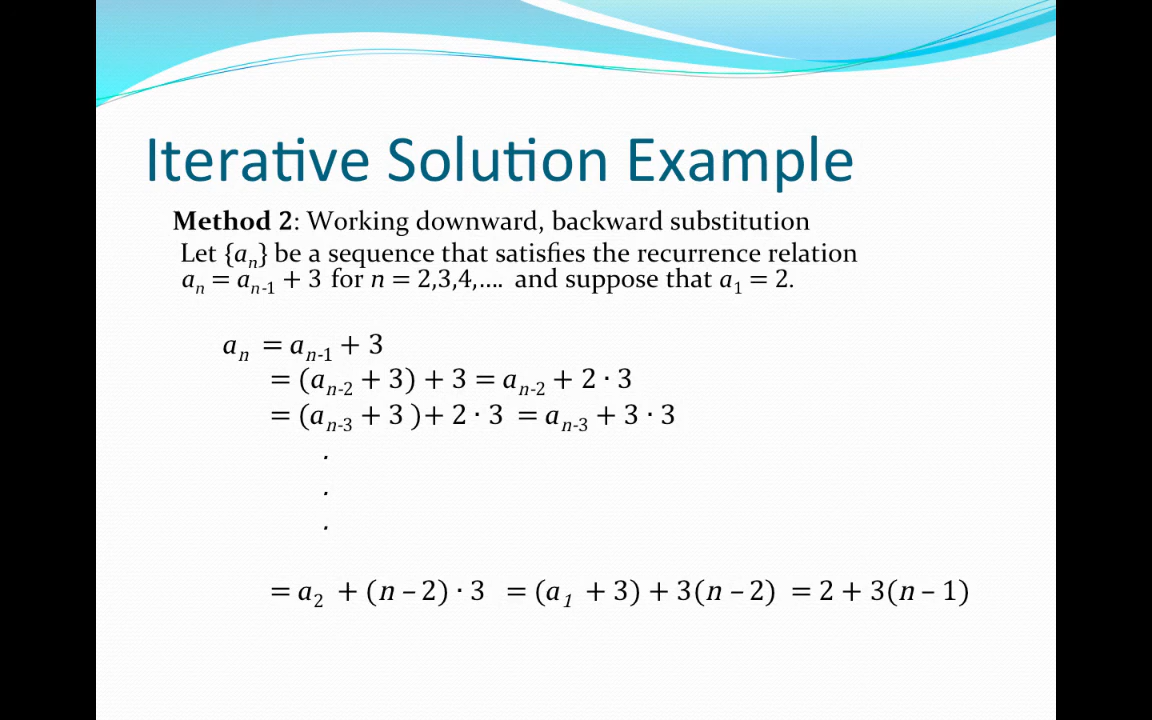 Iterative Solution Example
Method 2: Working downward, backward substitution
Let {aₙ} be a sequence that satisfies the recurrence relation
aₙ = aₙ₋₁ + 3 for n = 2,3,4,…. and suppose that a₁ = 2.
aₙ = aₙ₋₁ + 3
= (aₙ₋₂ + 3) + 3 = aₙ₋₂ + 2 · 3
= (aₙ₋₃ + 3 )+ 2 · 3 = aₙ₋₃ + 3 · 3
.
.
.
= a₂ + (n – 2) · 3 = (a₁ + 3) + 3(n – 2) = 2 + 3(n – 1)